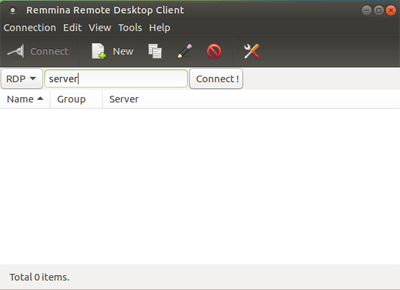 Remmina Remote Desktop Client
Connection Edit View Tools Help
Connect New
RDP server Connect !
Name Group Server
Total 0 items.